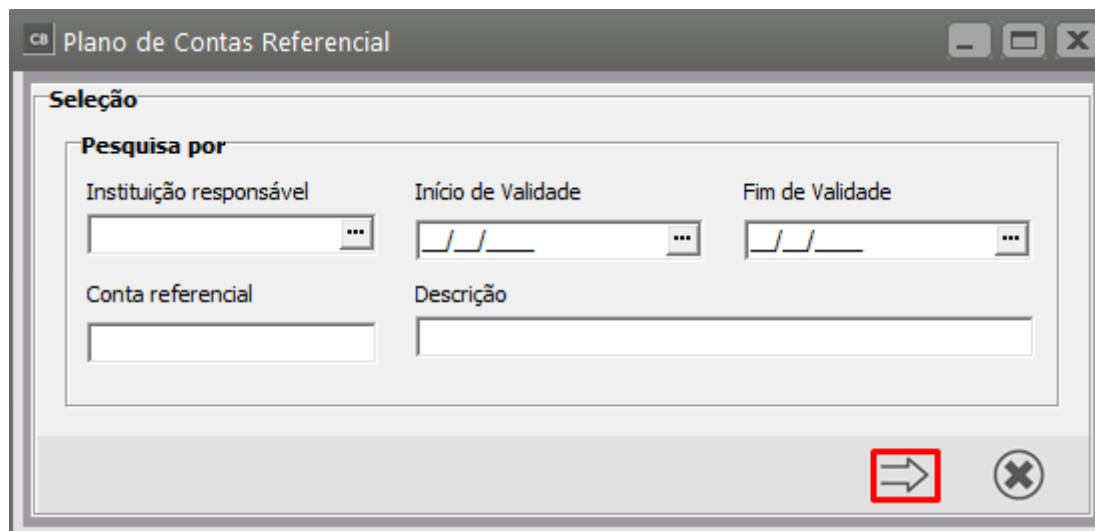 CB Plano de Contas Referencial
Seleção
Pesquisa por
Instituição responsável Início de Validade Fim de Validade
... __/__/____ ... __/__/____ ...
Conta referencial Descrição